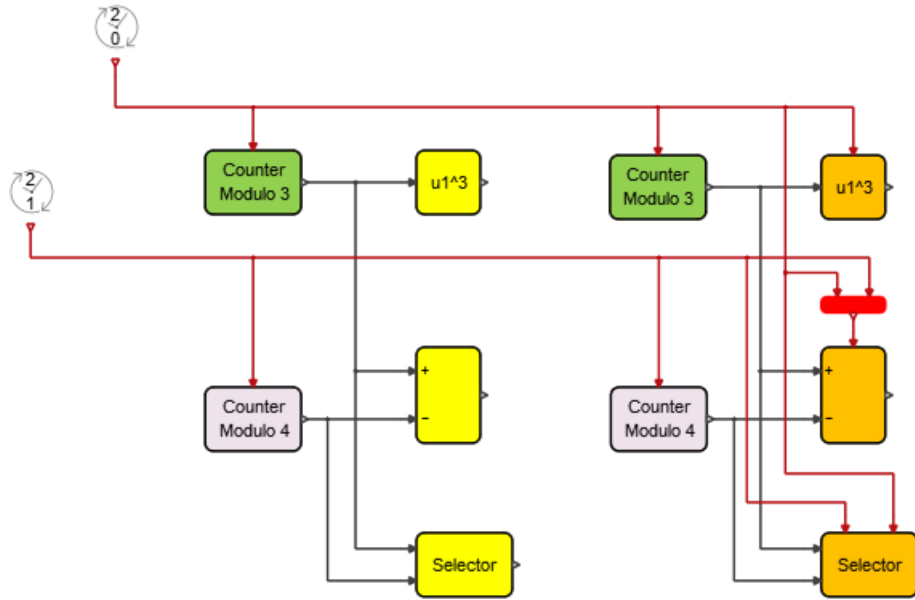 2
0
Counter
Modulo 3
u1^3
Counter
Modulo 3
u1^3
2
1
+
−
Counter
Modulo 4
+
−
Counter
Modulo 4
Selector
Selector